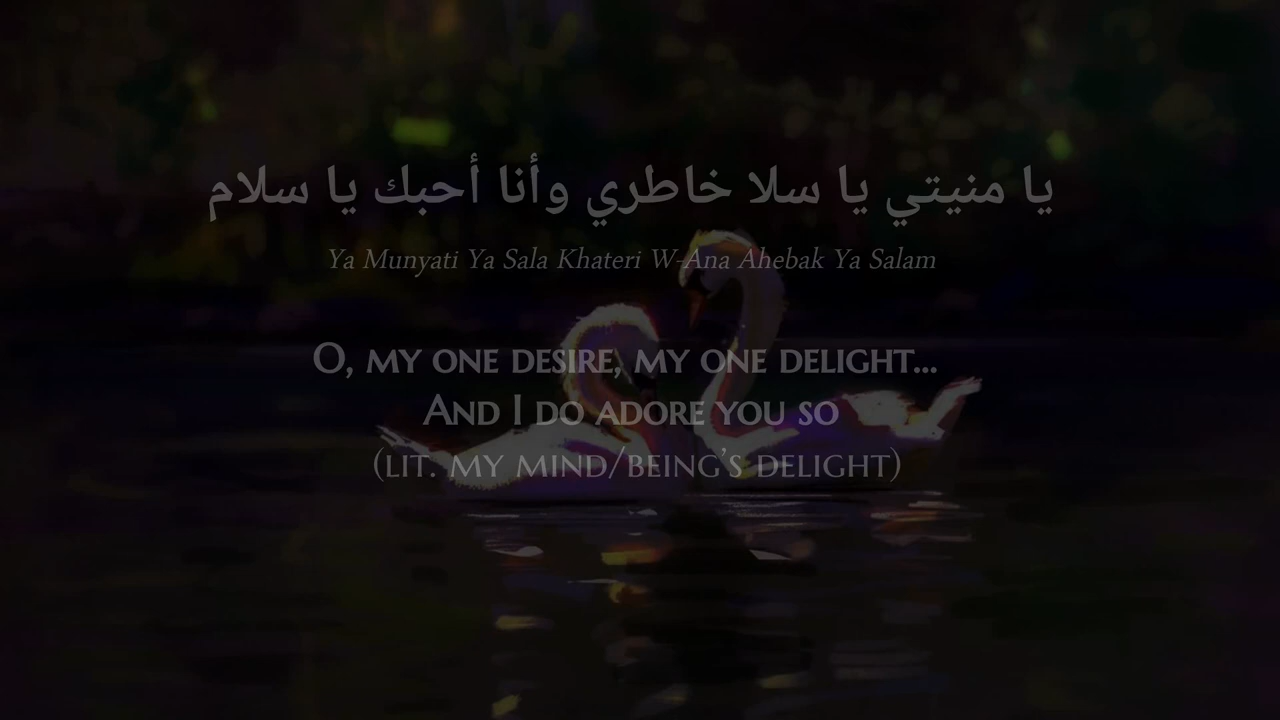 يا منيتي يا سلا خاطري وأنا أحبك يا سلام
Ya Munyati Ya Sala Khateri W-Ana Ahebak Ya Salam
O, my one desire, my one delight...
And I do adore you so
(lit. my mind/being's delight)